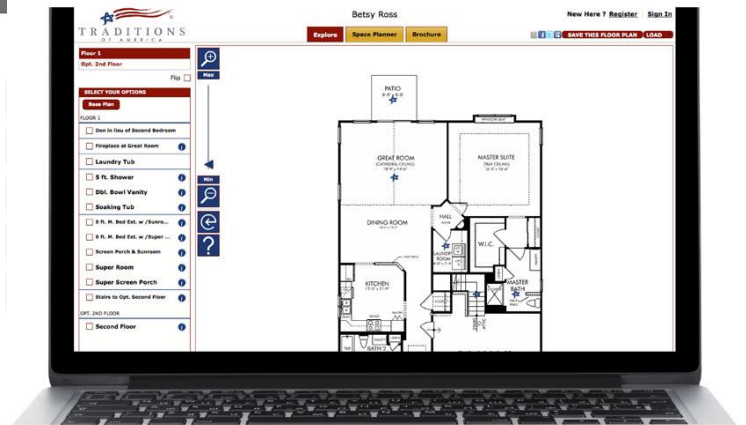 Betsy Ross
New Here ? Register Sign In
TRADITIONS
OF AMERICA
Explore Space Planner Brochure
SAVE THIS FLOOR PLAN LOAD
Floor 1
Opt. 2nd Floor
Flip
Max
SELECT YOUR OPTIONS
Base Plan
FLOOR 1
Den in lieu of Second Bedroom
Fireplace at Great Room
Laundry Tub
5 ft. Shower
Dbl. Bowl Vanity
Soaking Tub
Min
Screen Porch & Sunroom
Super Room
Super Screen Porch
Stairs to Opt. Second Floor
OPT. 2ND FLOOR
Second Floor
PATIO
GREAT ROOM
(CATHEDRAL CEILING)
MASTER SUITE
(TRAY CEILING)
DINING ROOM
HALL
W.I.C.
LAUNDRY
ROOM
KITCHEN
MASTER
BATH
BATH 2